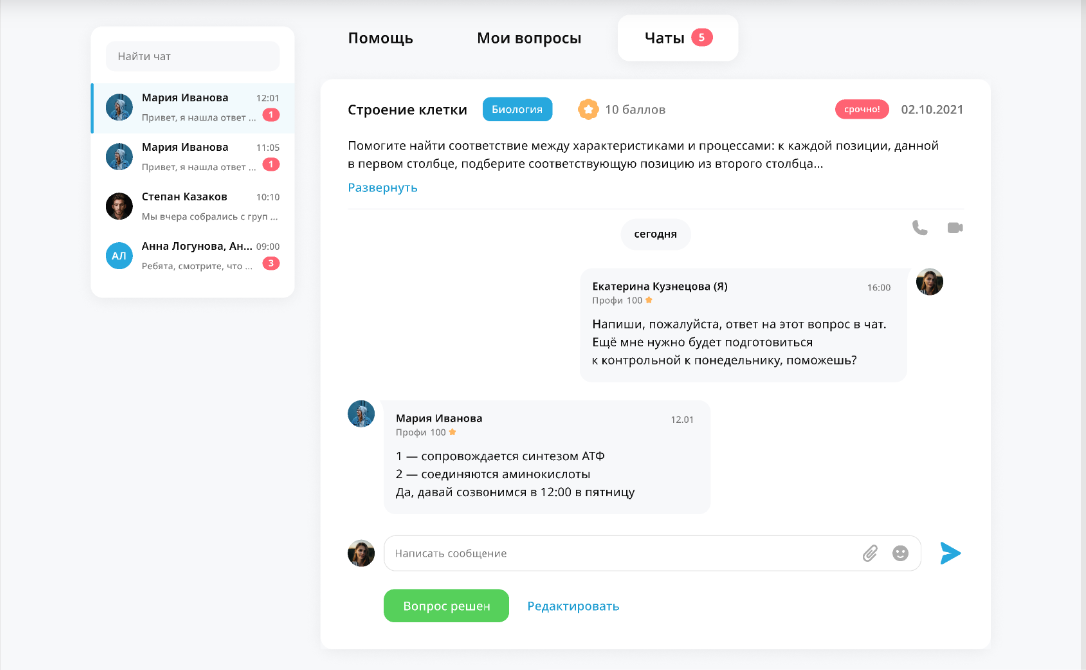 Помощь
Мои вопросы
Чаты 5
Найти чат
Мария Иванова 12:01
Привет, я нашла ответ ... 1
Мария Иванова 11:05
Привет, я нашла ответ ... 1
Степан Казаков 10:10
Мы вчера собрались с груп ...
АЛ
Анна Логунова, Ан... 09:00
Ребята, смотрите, что ... 3
Строение клетки Биология 10 баллов срочно! 02.10.2021
Помогите найти соответствие между характеристиками и процессами: к каждой позиции, данной
в первом столбце, подберите соответствующую позицию из второго столбца...
Развернуть
сегодня
Екатерина Кузнецова (Я) 16:00
Профи 100
Напиши, пожалуйста, ответ на этот вопрос в чат.
Ещё мне нужно будет подготовиться
к контрольной к понедельнику, поможешь?
Мария Иванова 12.01
Профи 100
1 — сопровождается синтезом АТФ
2 — соединяются аминокислоты
Да, давай созвонимся в 12:00 в пятницу
Написать сообщение
Вопрос решен
Редактировать